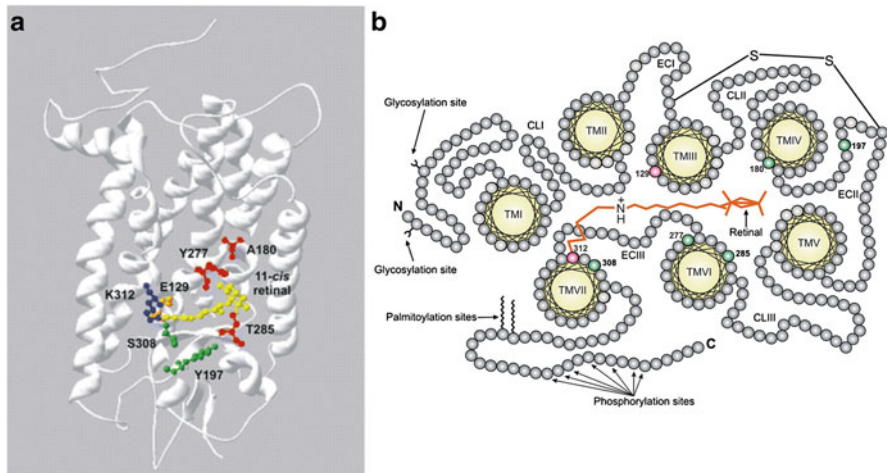 a
Y277
A180
11-cis
retinal
K312
E129
S308
T285
Y197
b
S
S
ECI
CLII
Glycosylation site
CLI
TMII
TMIII
TMIV
129
180
197
N
TMI
+
N
H
Retinal
ECII
312
ECIII
277
308
285
TMV
Glycosylation site
TMVII
TMVI
Palmitoylation sites
CLIII
C
Phosphorylation sites